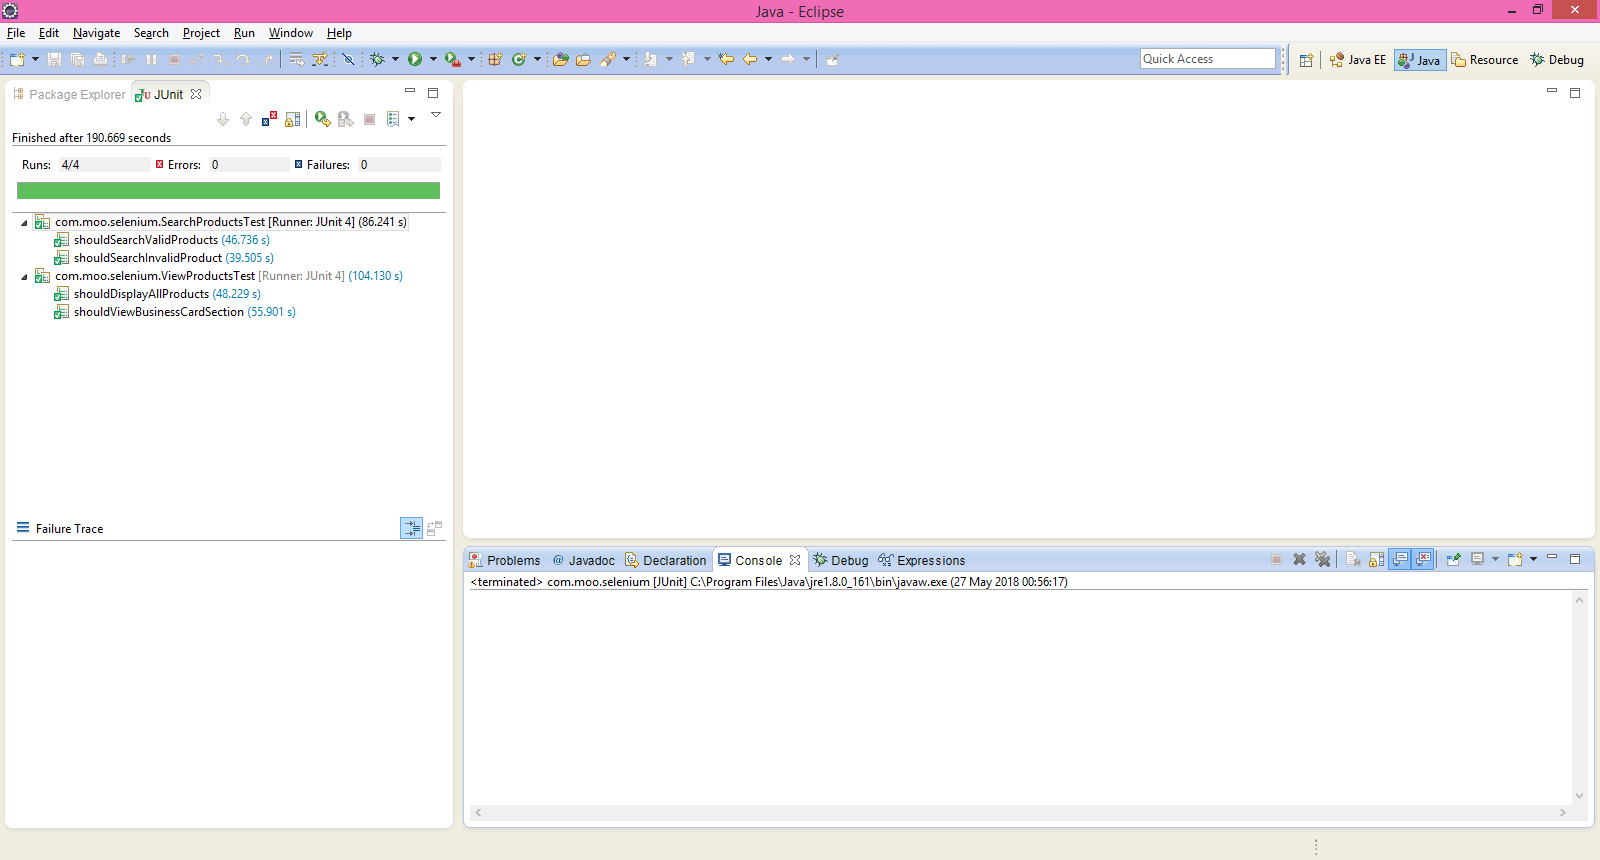 Java - Eclipse
File Edit Navigate Search Project Run Window Help
Quick Access
Java EE Java Resource Debug
Package Explorer JUnit
Finished after 190.669 seconds
Runs: 4/4 Errors: 0 Failures: 0
com.moo.selenium.SearchProductsTest [Runner: JUnit 4] (86.241 s)
shouldSearchValidProducts (46.736 s)
shouldSearchInvalidProduct (39.505 s)
com.moo.selenium.ViewProductsTest [Runner: JUnit 4] (104.130 s)
shouldDisplayAllProducts (48.229 s)
shouldViewBusinessCardSection (55.901 s)
Failure Trace
Problems @ Javadoc Declaration Console Debug Expressions
<terminated> com.moo.selenium [JUnit] C:\Program Files\Java\jre1.8.0_161\bin\javaw.exe (27 May 2018 00:56:17)